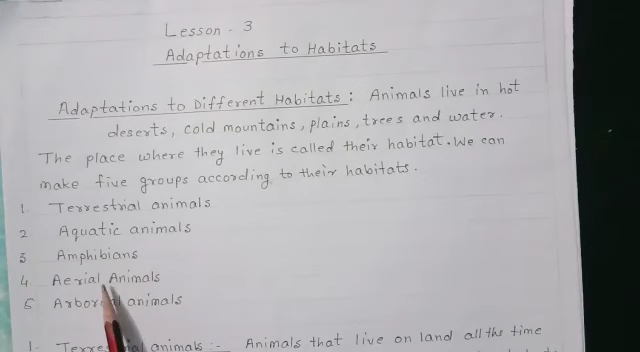 Lesson - 3
Adaptations to Habitats
Adaptations to Different Habitats : Animals live in hot
deserts, cold mountains, plains, trees and water.
The place where they live is called their habitat. We can
make five groups according to their habitats.
1. Terrestrial animals
2 Aquatic animals
3 Amphibians
4. Aerial Animals
5 Arboreal animals
1- Terrestrial animals :- Animals that live on land all the time